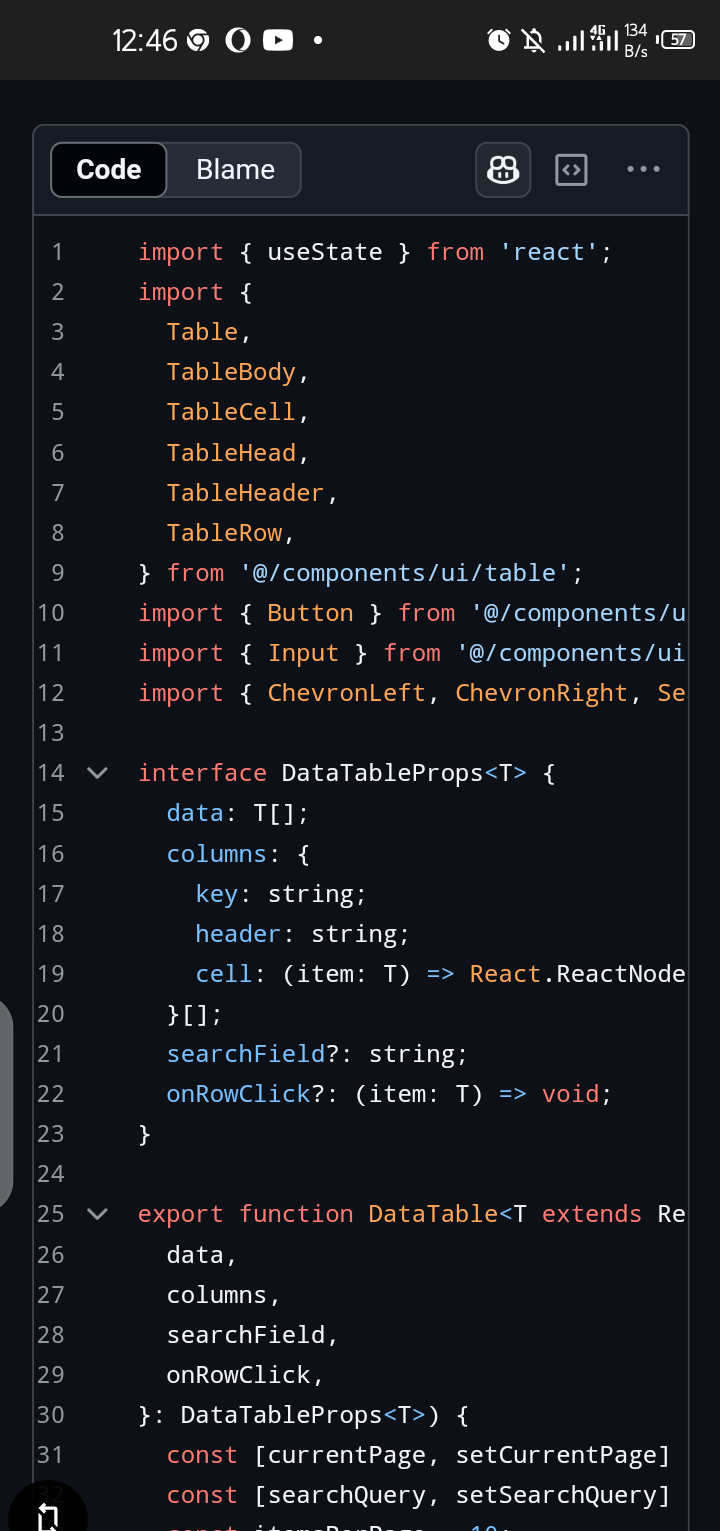 12:46
4G
134
B/s
57
Code
Blame
1 import { useState } from 'react';
2 import {
3 Table,
4 TableBody,
5 TableCell,
6 TableHead,
7 TableHeader,
8 TableRow,
9 } from '@/components/ui/table';
10 import { Button } from '@/components/u
11 import { Input } from '@/components/ui
12 import { ChevronLeft, ChevronRight, Se
13
14 interface DataTableProps<T> {
15 data: T[];
16 columns: {
17 key: string;
18 header: string;
19 cell: (item: T) => React.ReactNode
20 }[];
21 searchField?: string;
22 onRowClick?: (item: T) => void;
23 }
24
25 export function DataTable<T extends Re
26 data,
27 columns,
28 searchField,
29 onRowClick,
30 }: DataTableProps<T>) {
31 const [currentPage, setCurrentPage]
32 const [searchQuery, setSearchQuery]
const itemsPerPage = 10;